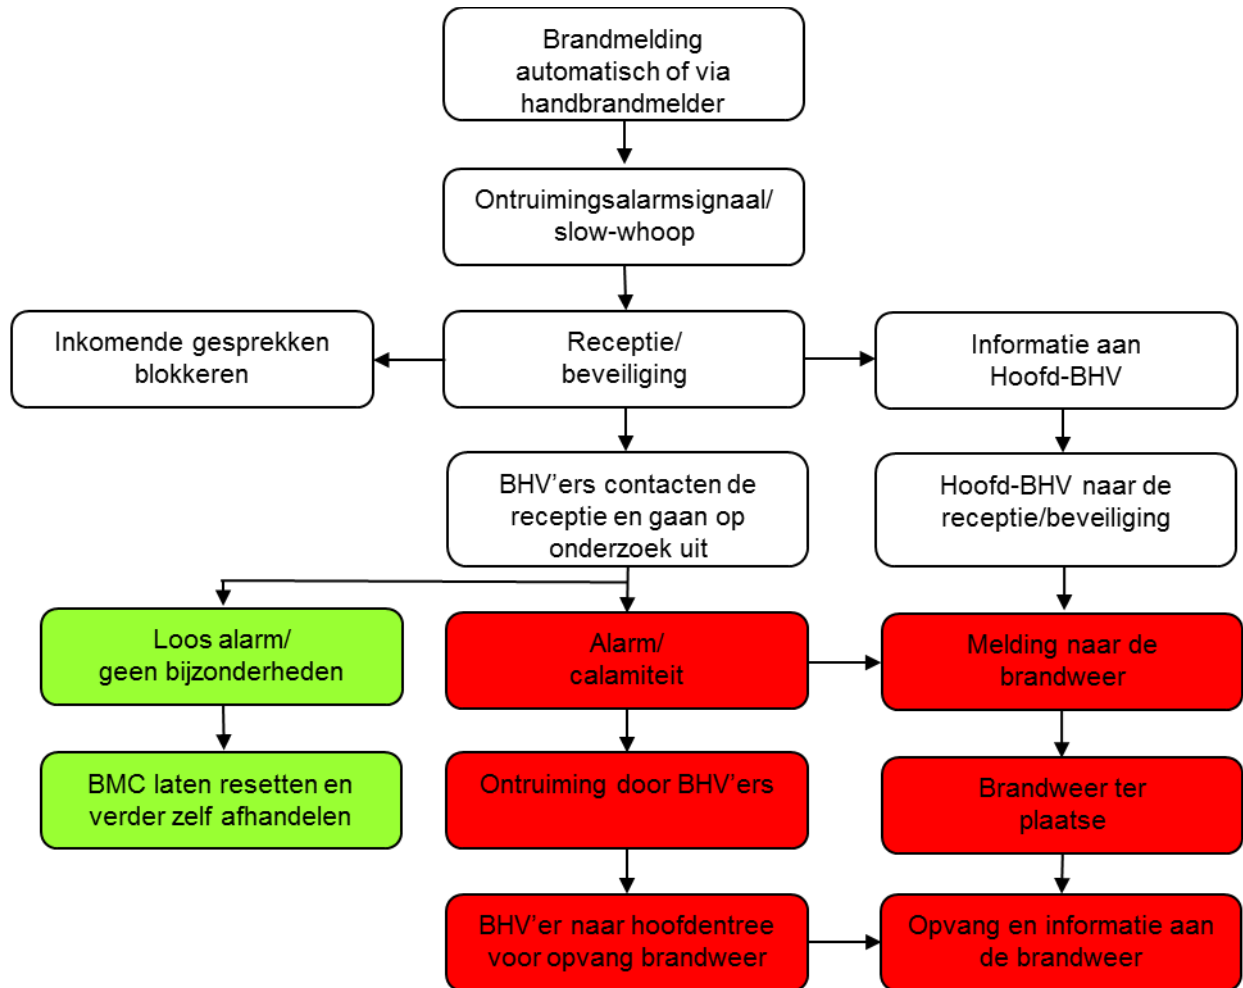 Brandmelding
automatisch of via
handbrandmelder
Ontruimingsalarmsignaal/
slow-whoop
Inkomende gesprekken
blokkeren
Receptie/
beveiliging
Informatie aan
Hoofd-BHV
BHV'ers contacten de
receptie en gaan op
onderzoek uit
Hoofd-BHV naar de
receptie/beveiliging
Loos alarm/
geen bijzonderheden
Alarm/
calamiteit
Melding naar de
brandweer
BMC laten resetten en
verder zelf afhandelen
Ontruiming door BHV'ers
Brandweer ter
plaatse
BHV'er naar hoofdentree
voor opvang brandweer
Opvang en informatie aan
de brandweer